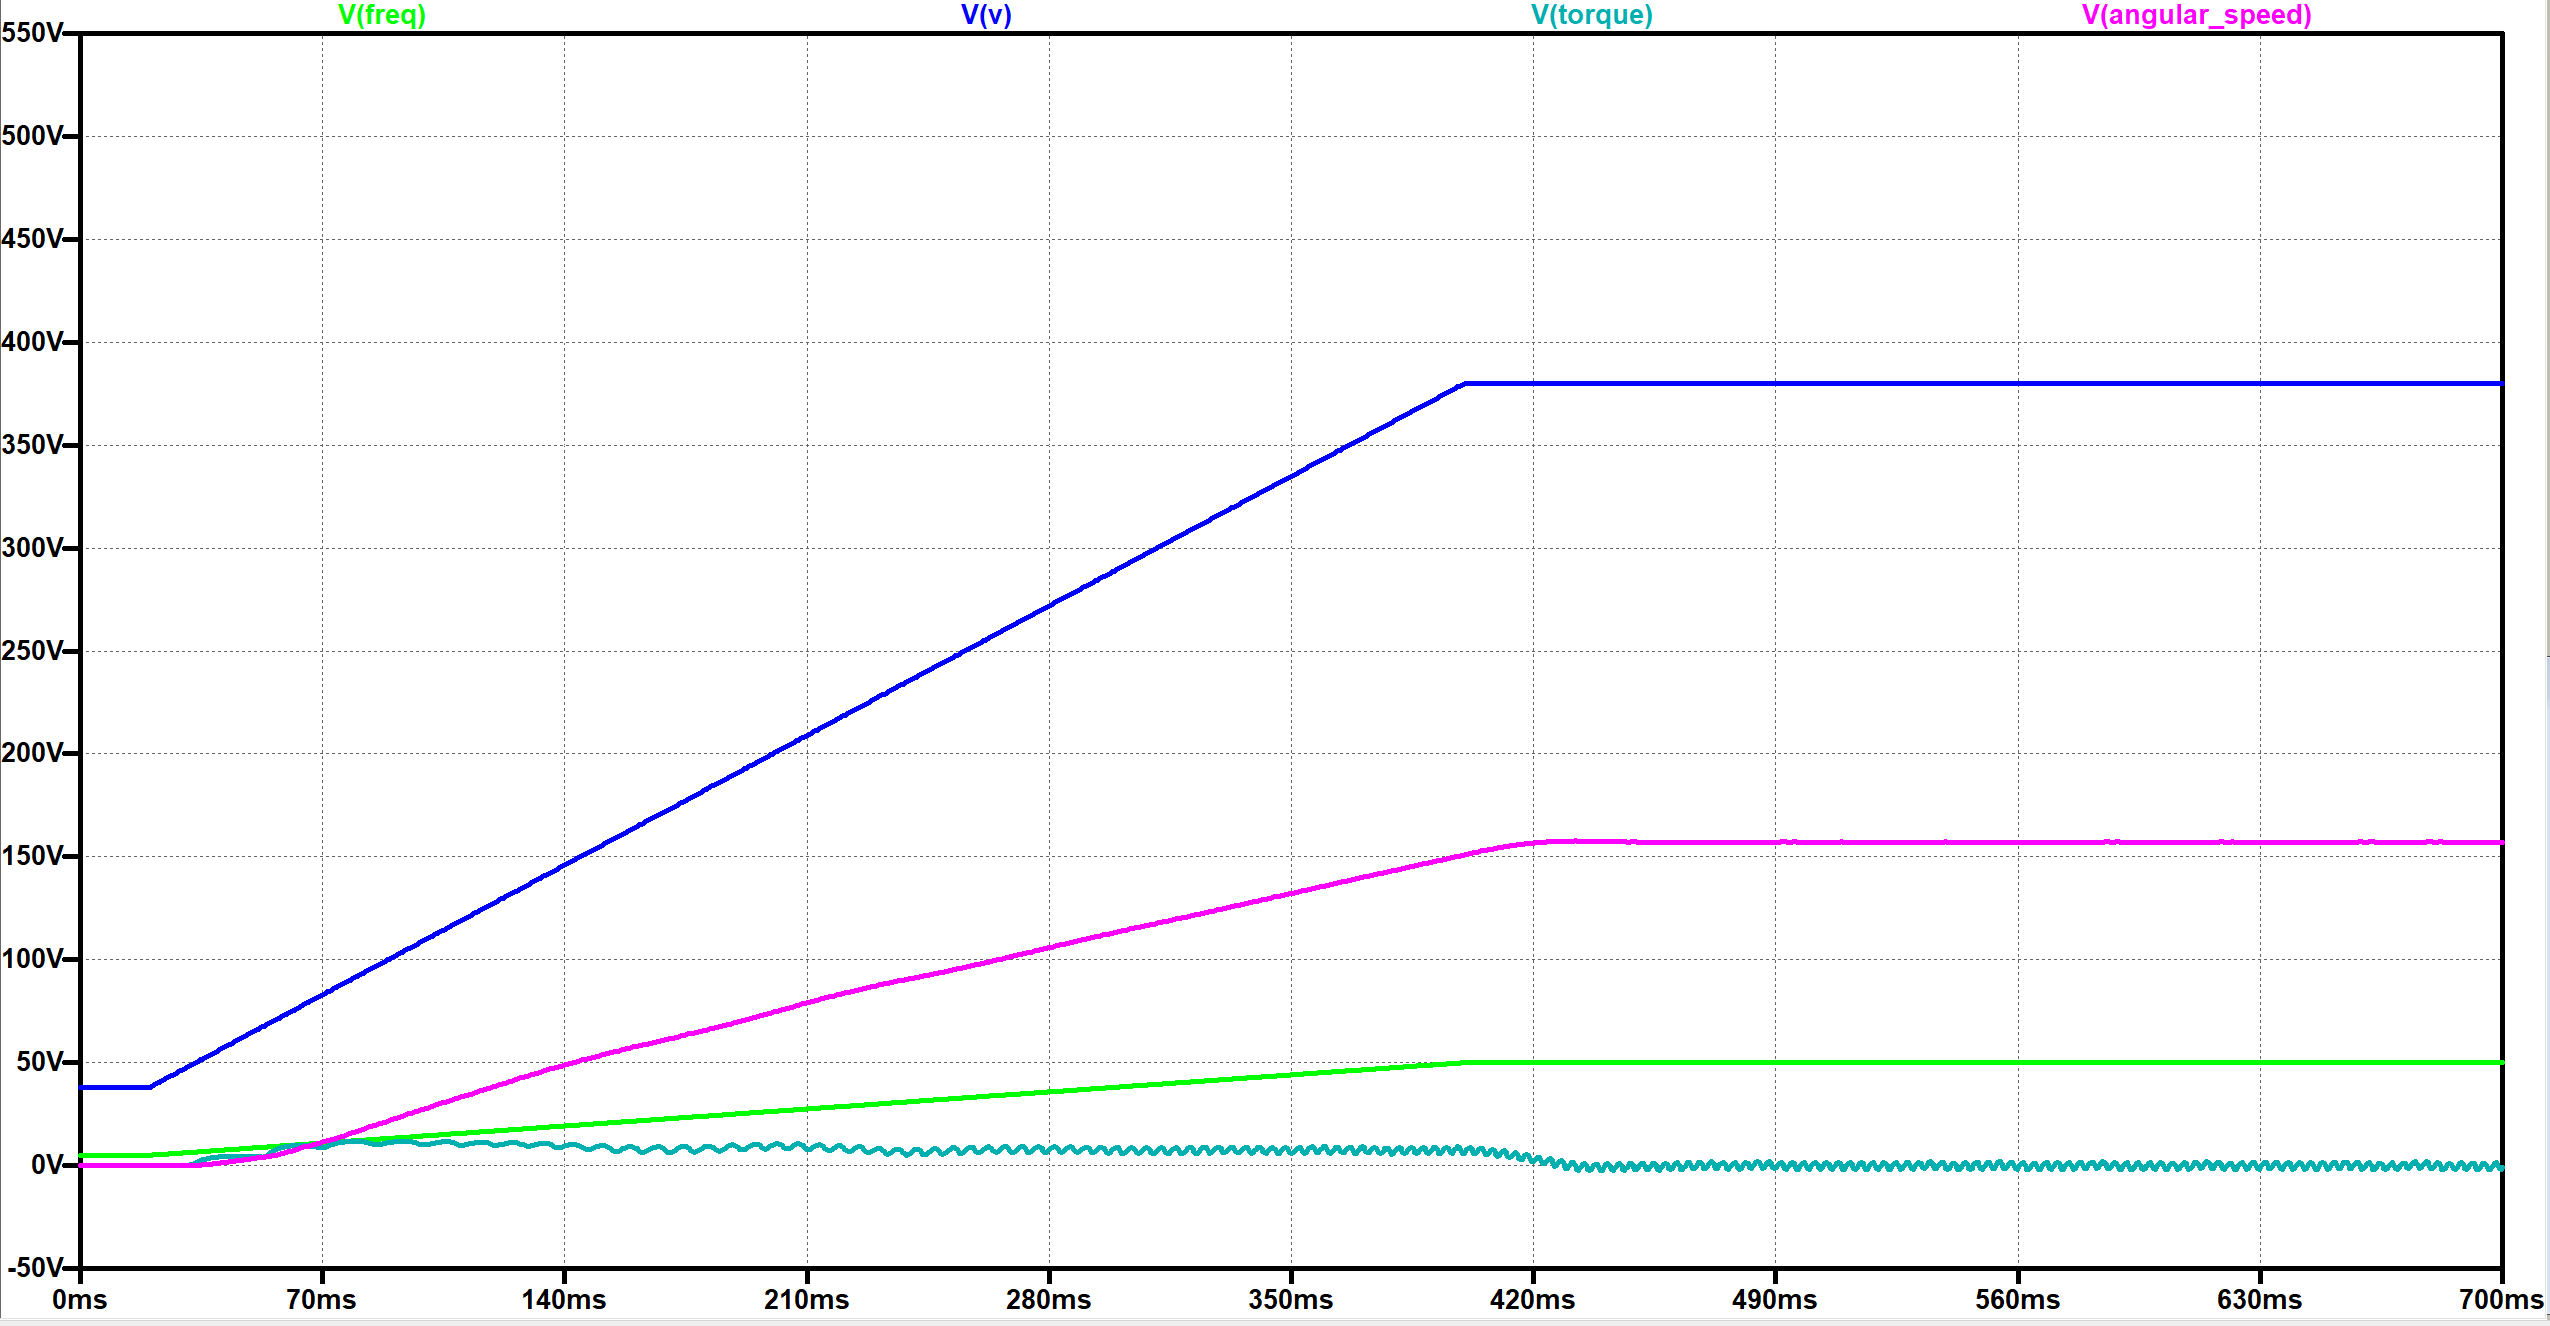 V(freq) V(v) V(torque) V(angular_speed)
550V
500V
450V
400V
350V
300V
250V
200V
150V
100V
50V
0V
-50V
0ms 70ms 140ms 210ms 280ms 350ms 420ms 490ms 560ms 630ms 700ms